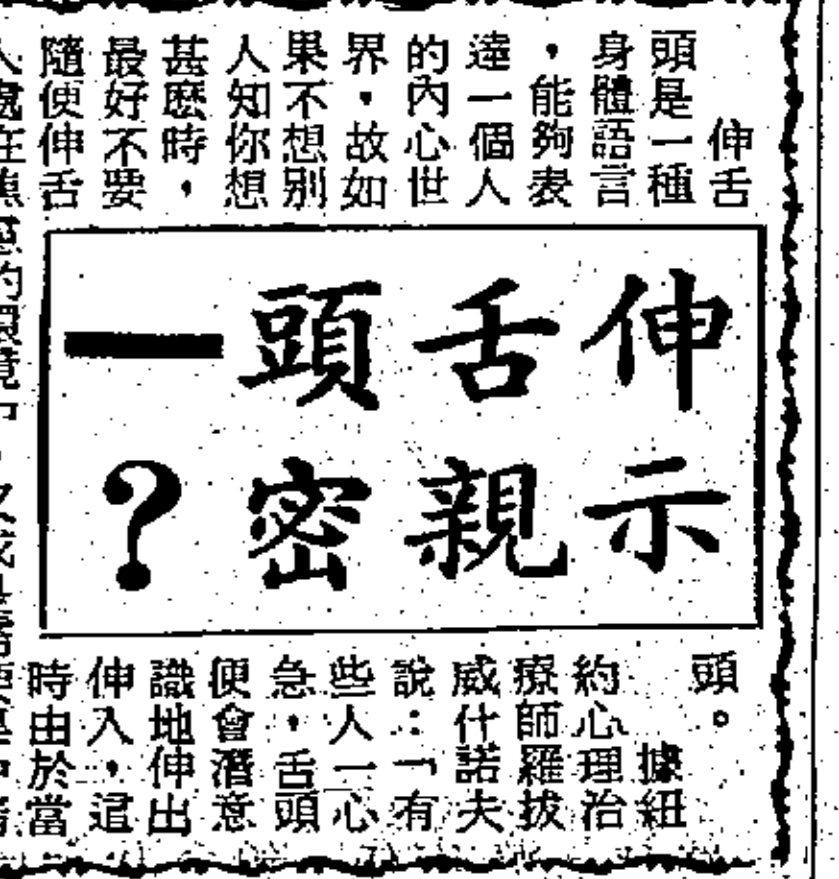 伸舌頭一
示親密？
伸舌
頭是一種
身體語言
，能夠表
達一個人
的內心世
界，故如
果不想別
人知你想
甚麼時，
最好不要
隨便伸舌
頭。
據紐
約心理治
療師羅拔
威什諾夫
說：「有
些人一心
急，舌頭
便會潛意
識地伸出
伸入，這
時由於當